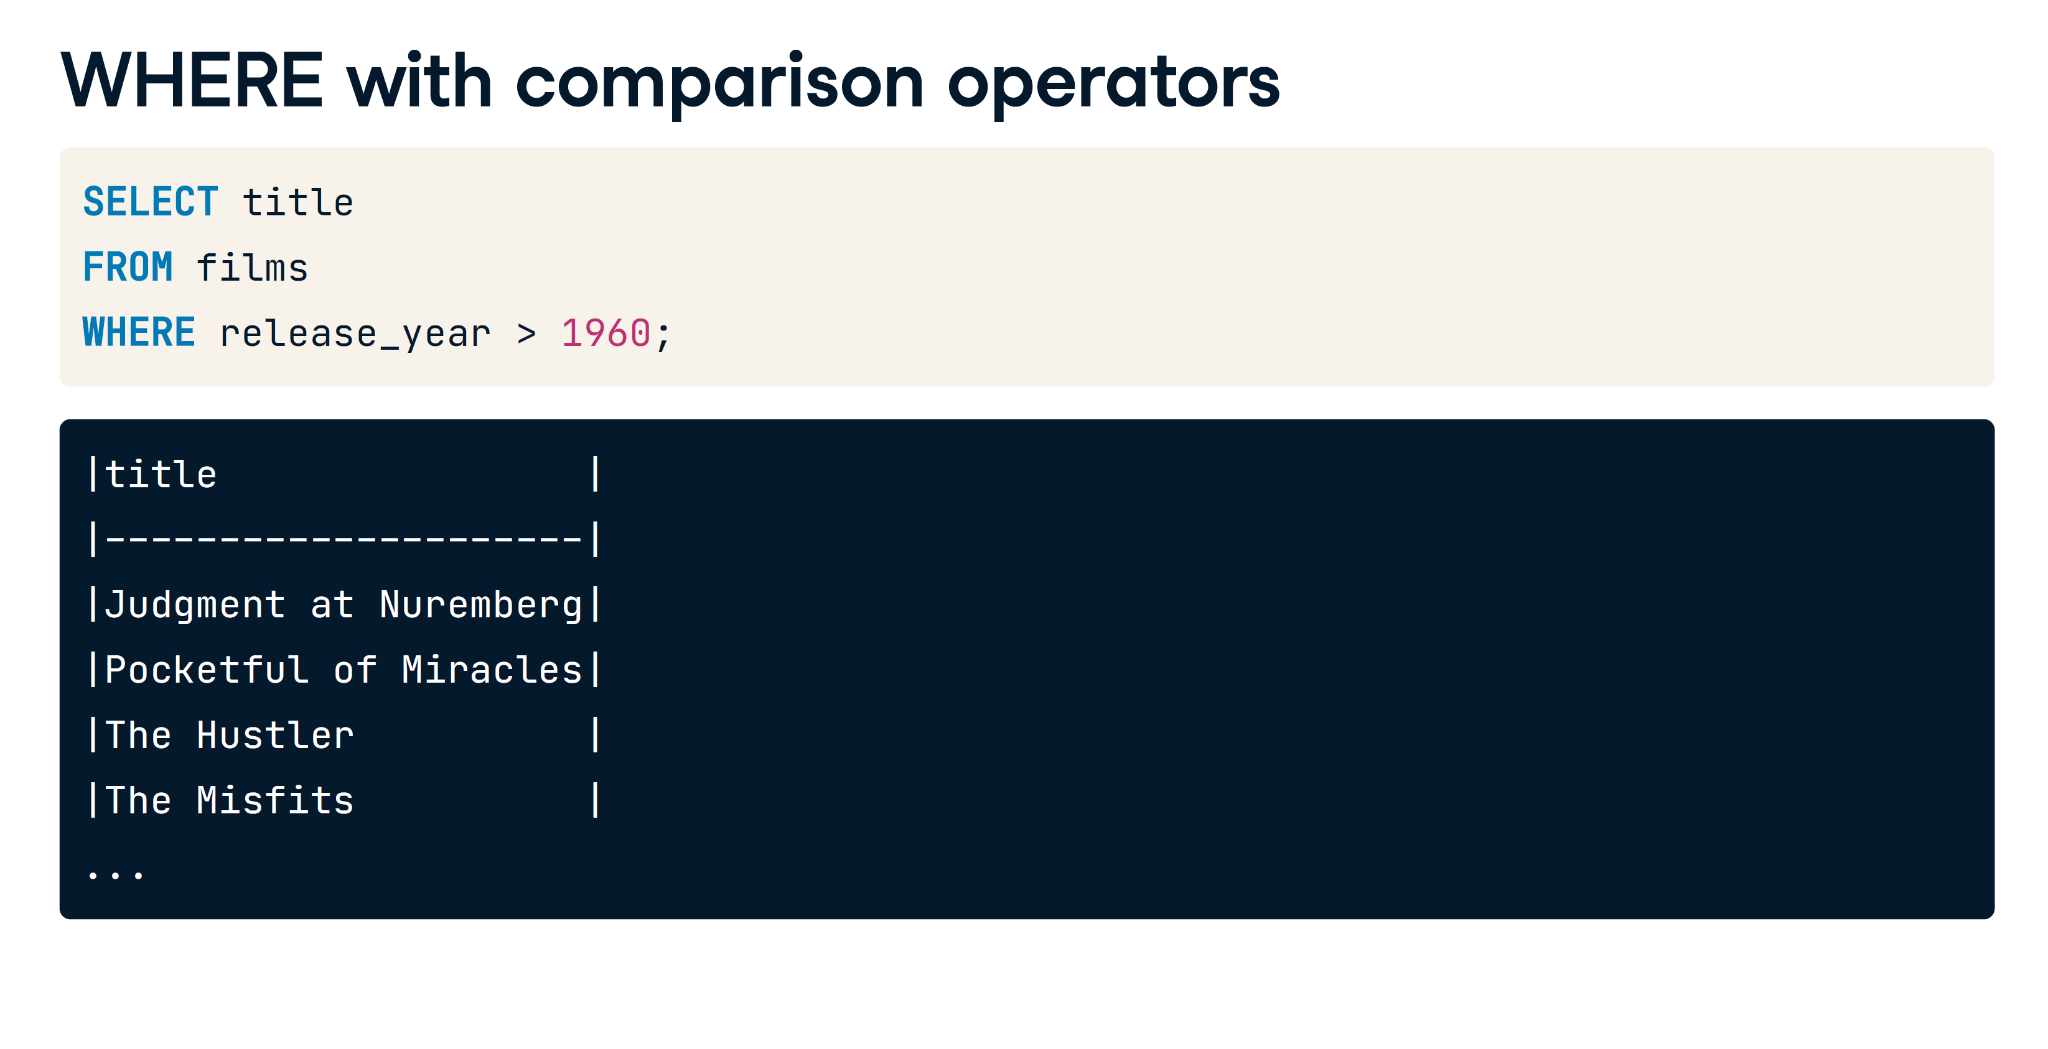 WHERE with comparison operators
SELECT title
FROM films
WHERE release_year > 1960;
|title                |
|---------------------|
|Judgment at Nuremberg|
|Pocketful of Miracles|
|The Hustler          |
|The Misfits          |
...